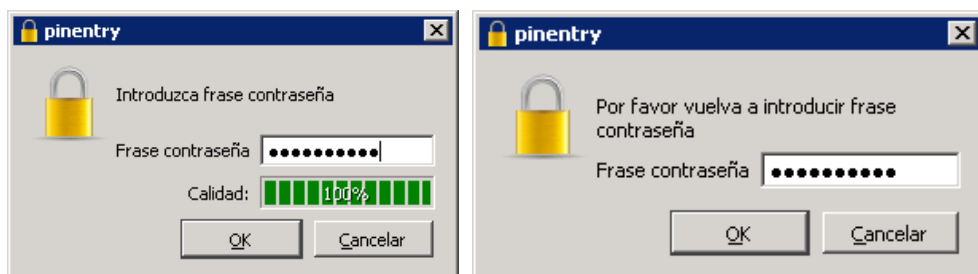 pinentry
Introduzca frase contraseña
Frase contraseña ●●●●●●●●●●
Calidad: 100%
OK Cancelar
pinentry
Por favor vuelva a introducir frase
contraseña
Frase contraseña ●●●●●●●●●●
OK Cancelar